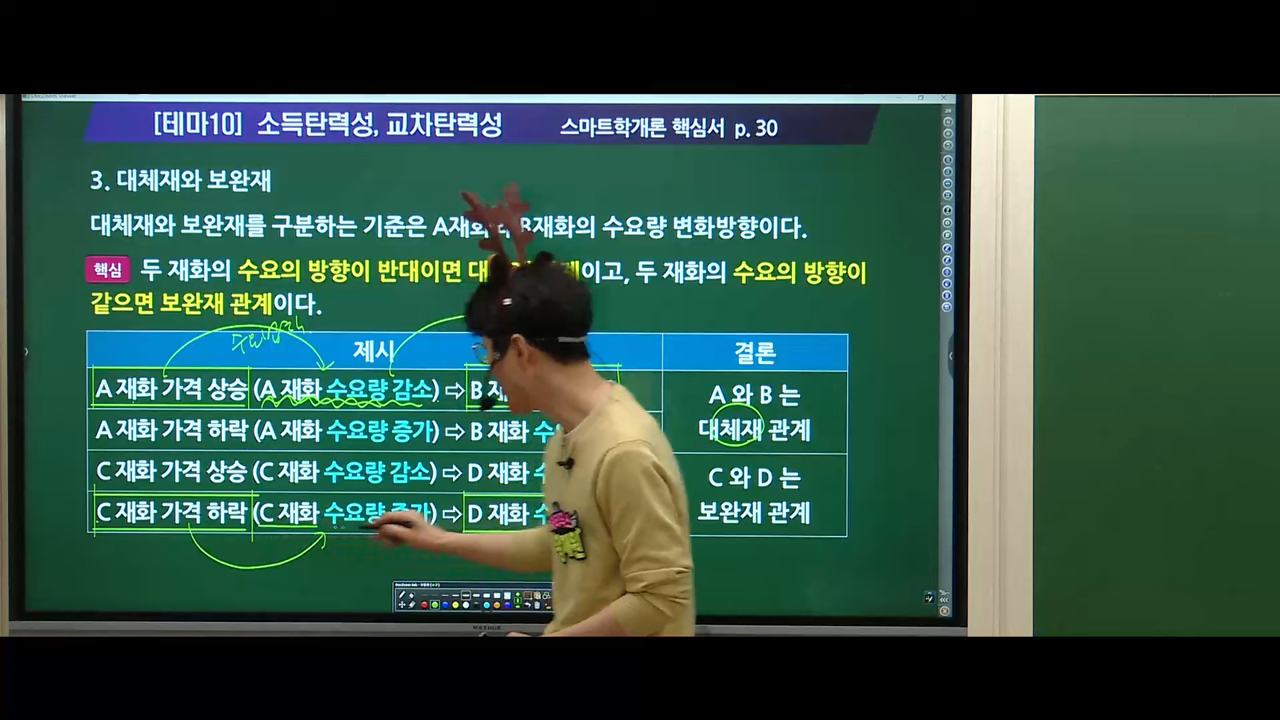 [테마10] 소득탄력성, 교차탄력성 스마트학개론 핵심서 p. 30
3. 대체재와 보완재
대체재와 보완재를 구분하는 기준은 A재화 B재화의 수요량 변화방향이다.
핵심 두 재화의 수요의 방향이 반대이면 이고, 두 재화의 수요의 방향이
같으면 보완재 관계이다.
수요법칙
제시 결론
A 재화 가격 상승 (A 재화 수요량 감소) ⇨ B
A 재화 가격 하락 (A 재화 수요량 증가) ⇨ B 재화
A 와 B 는
대체재 관계
C 재화 가격 상승 (C 재화 수요량 감소) ⇨ D 재화
C 재화 가격 하락 (C 재화 수요량 증가) ⇨ D 재화
C 와 D 는
보완재 관계